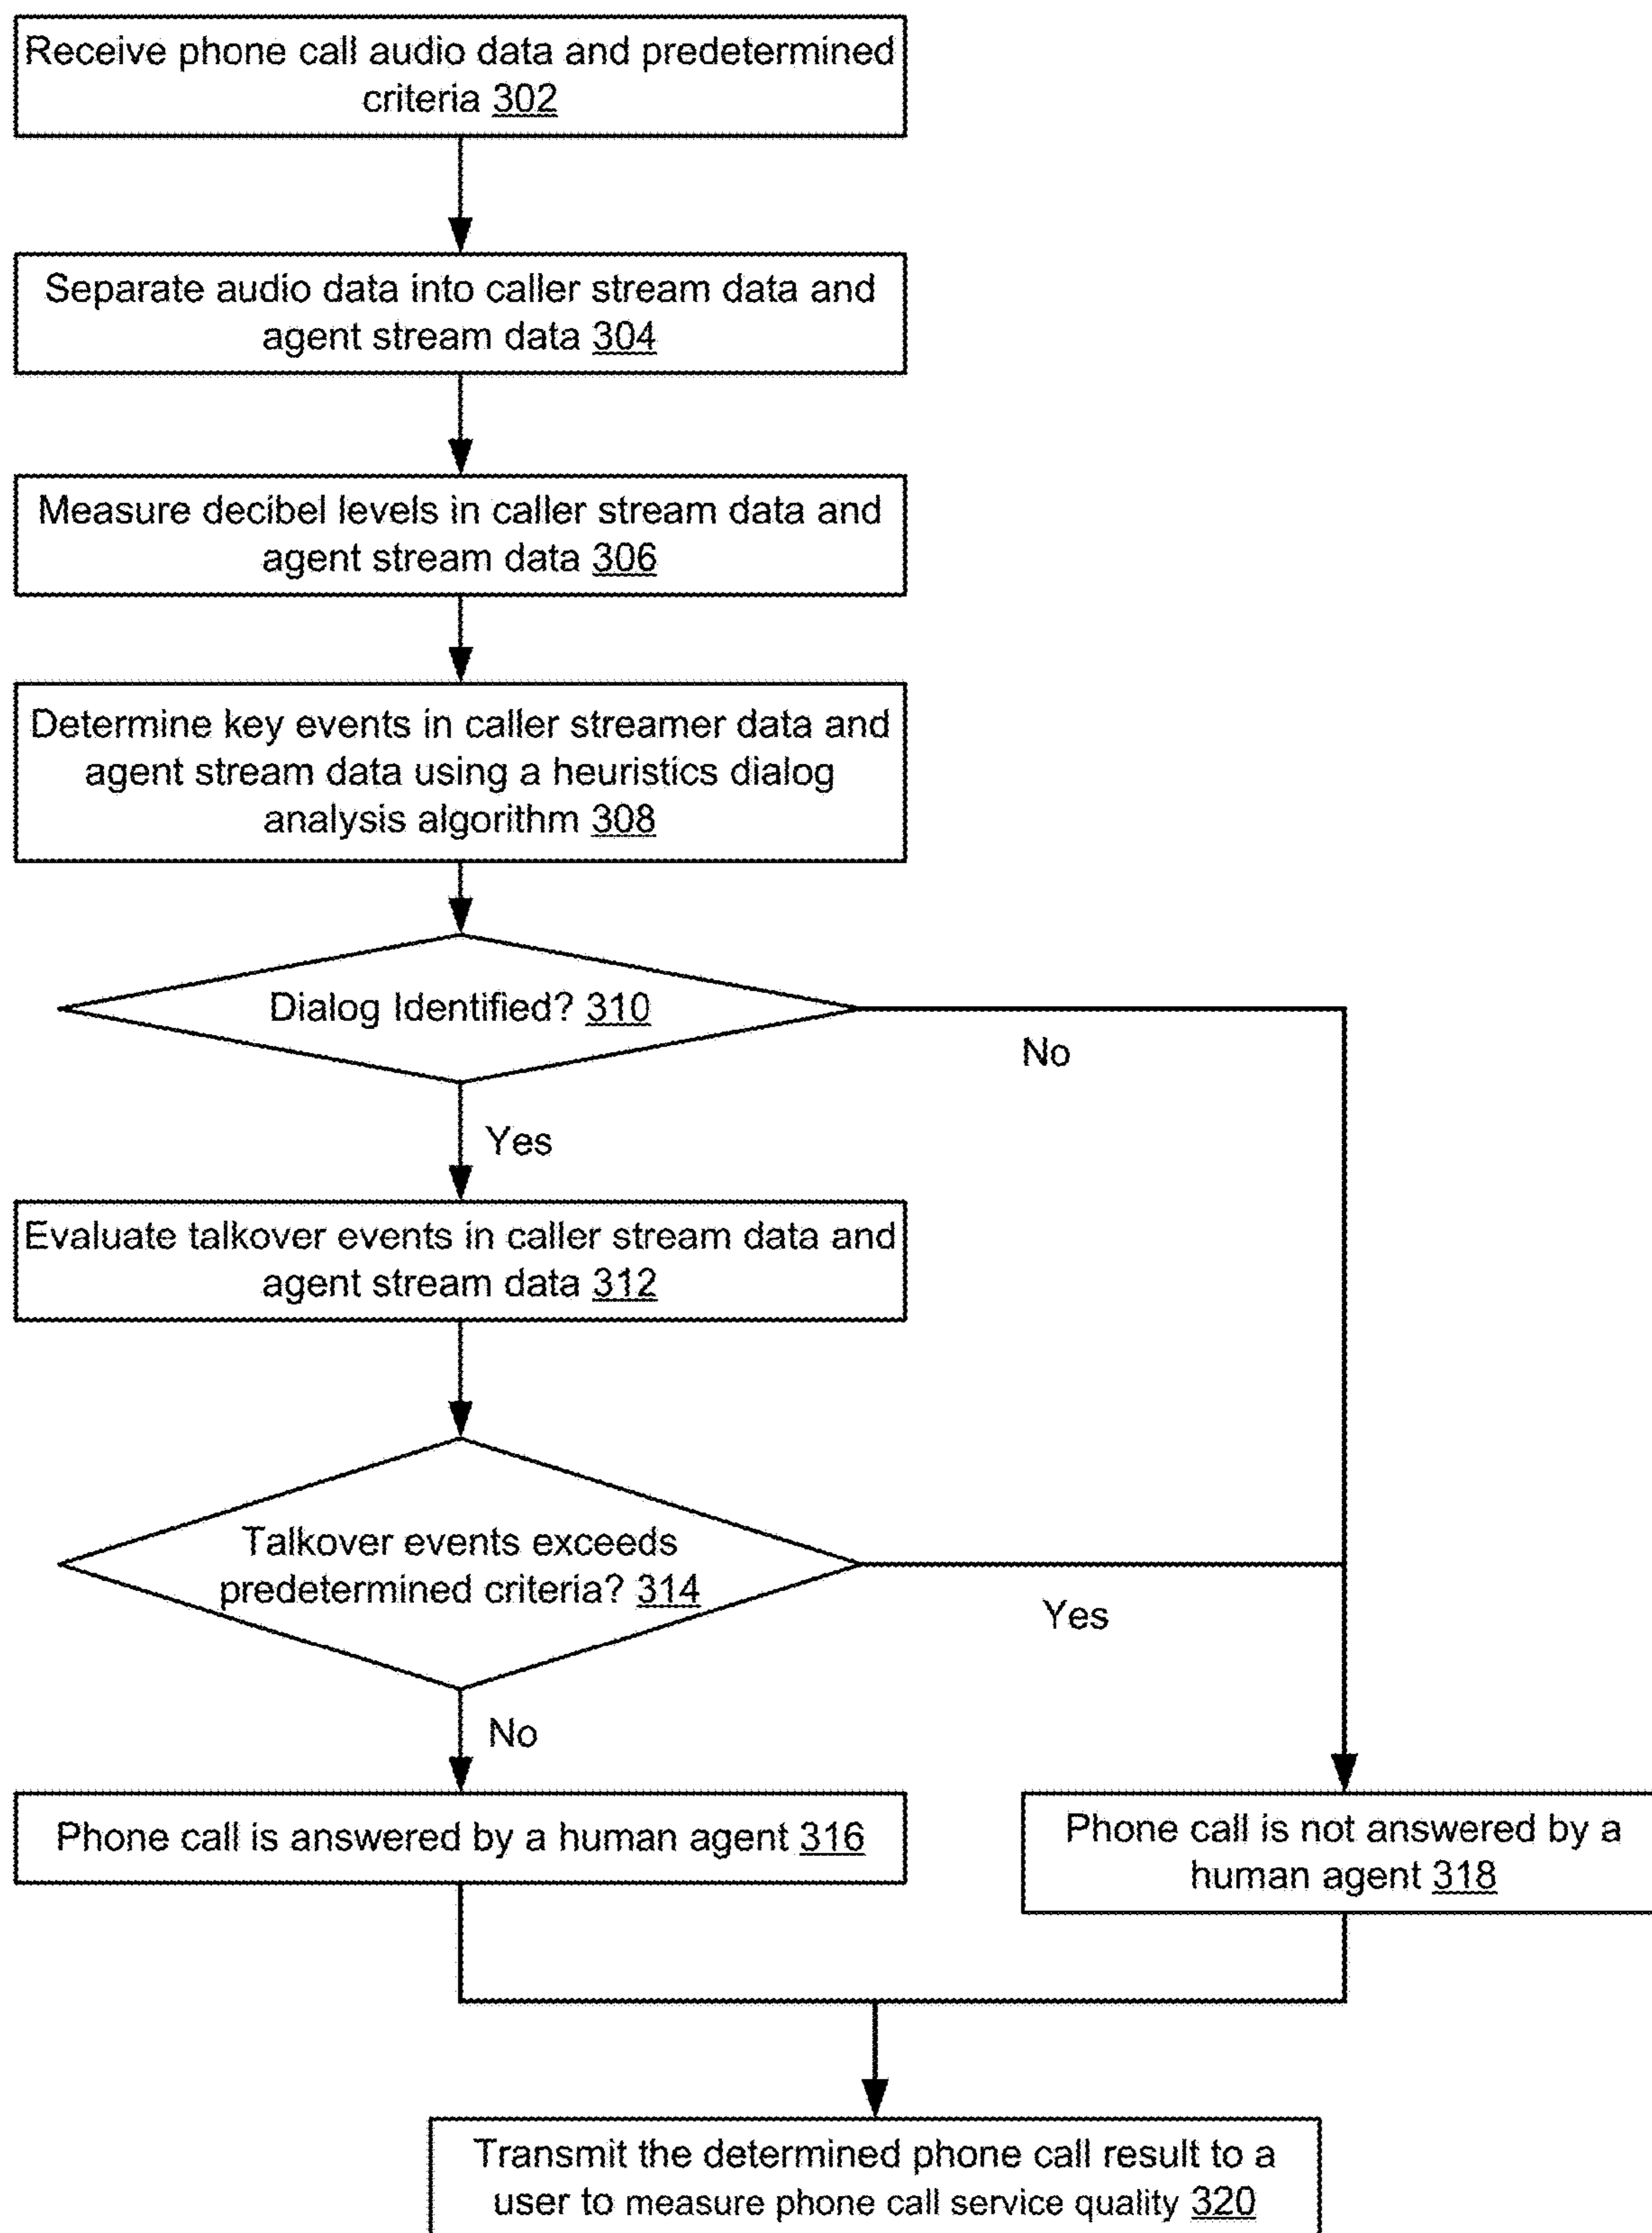 Receive phone call audio data and predetermined
criteria 302
Separate audio data into caller stream data and
agent stream data 304
Measure decibel levels in caller stream data and
agent stream data 306
Determine key events in caller streamer data and
agent stream data using a heuristics dialog
analysis algorithm 308
Dialog Identified? 310
No
Yes
Evaluate talkover events in caller stream data and
agent stream data 312
Talkover events exceeds
predetermined criteria? 314
Yes
No
Phone call is answered by a human agent 316
Phone call is not answered by a
human agent 318
Transmit the determined phone call result to a
user to measure phone call service quality 320